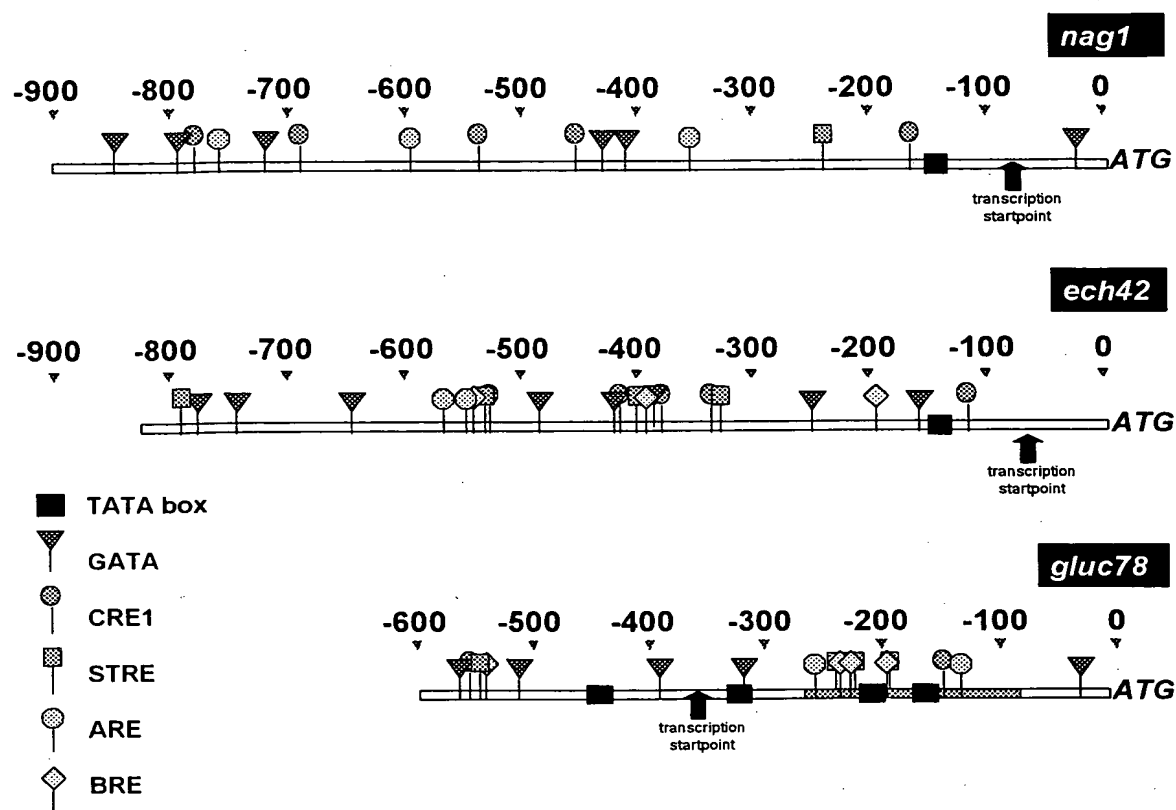 nag1
-900 -800 -700 -600 -500 -400 -300 -200 -100 0
ATG
transcription
startpoint
ech42
-900 -800 -700 -600 -500 -400 -300 -200 -100 0
ATG
transcription
startpoint
TATA box
GATA
CRE1
STRE
ARE
BRE
gluc78
-600 -500 -400 -300 -200 -100 0
ATG
transcription
startpoint